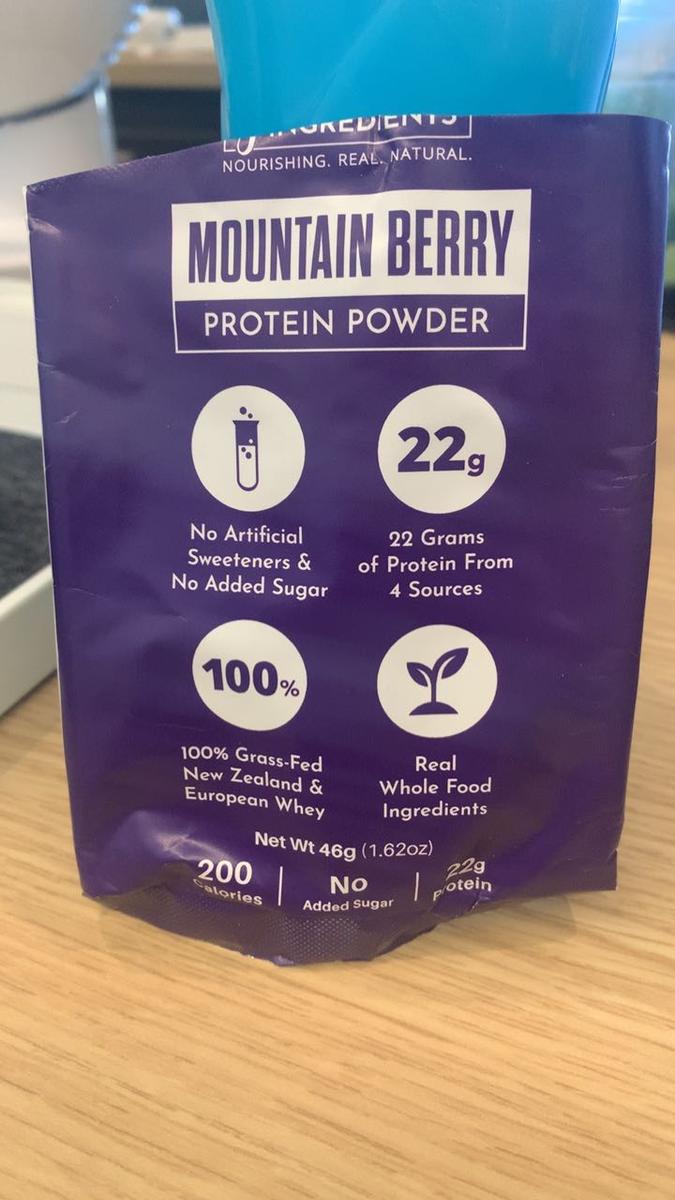 INGREDIENTS
NOURISHING. REAL. NATURAL.
MOUNTAIN BERRY
PROTEIN POWDER
22g
No Artificial
Sweeteners &
No Added Sugar
22 Grams
of Protein From
4 Sources
100%
100% Grass-Fed
New Zealand &
European Whey
Real
Whole Food
Ingredients
Net Wt 46g (1.62oz)
200
Calories
No
Added Sugar
22g
Protein